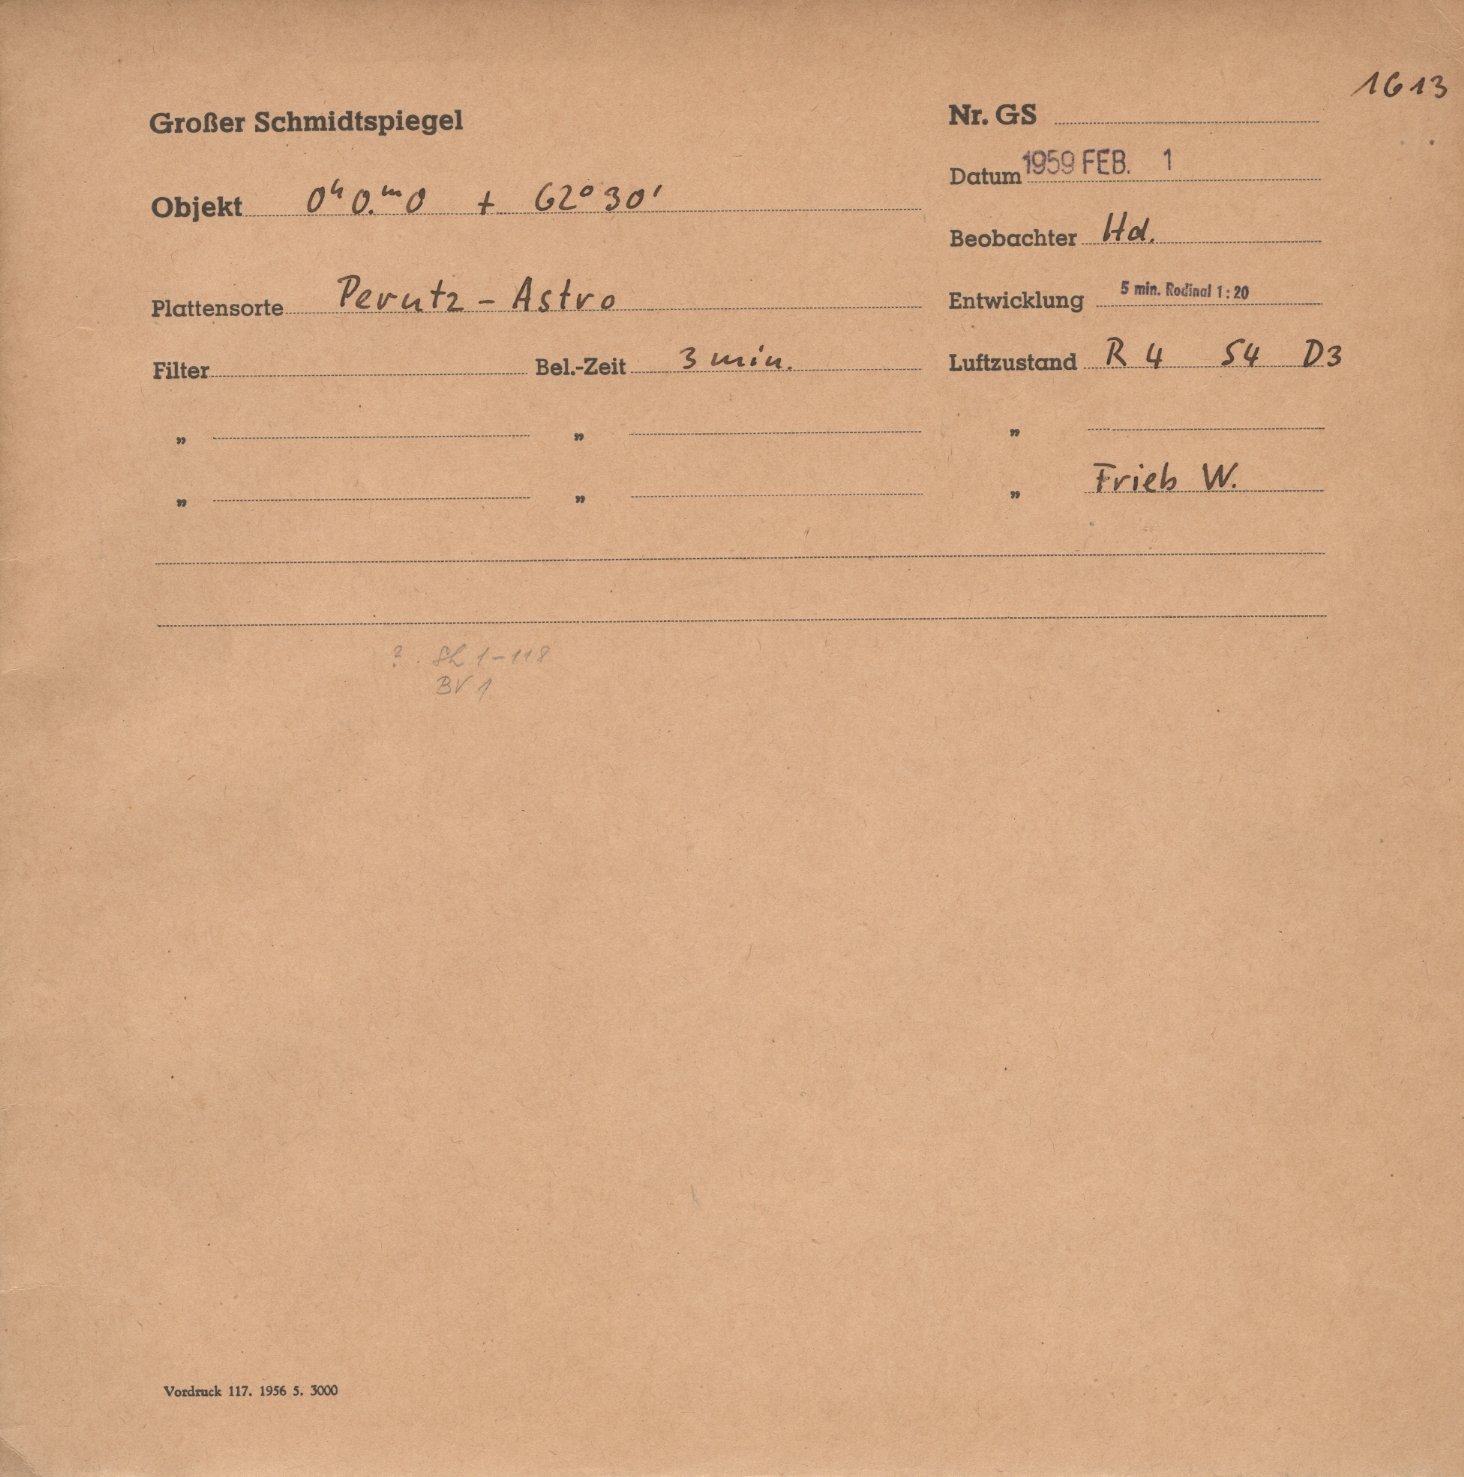 1613
Großer Schmidtspiegel
Nr. GS
Datum 1959 FEB. 1
Objekt 0ʰ 0.ᵐ0 + 62° 30'
Beobachter Hd.
Plattensorte Perutz - Astro
Entwicklung 5 min. Rodinal 1:20
Filter Bel.-Zeit 3 min. Luftzustand R 4 S4 D3
„ „ „
„ „ „ Frieb W.
? 1-118
BV 1
Vordruck 117. 1956 5. 3000